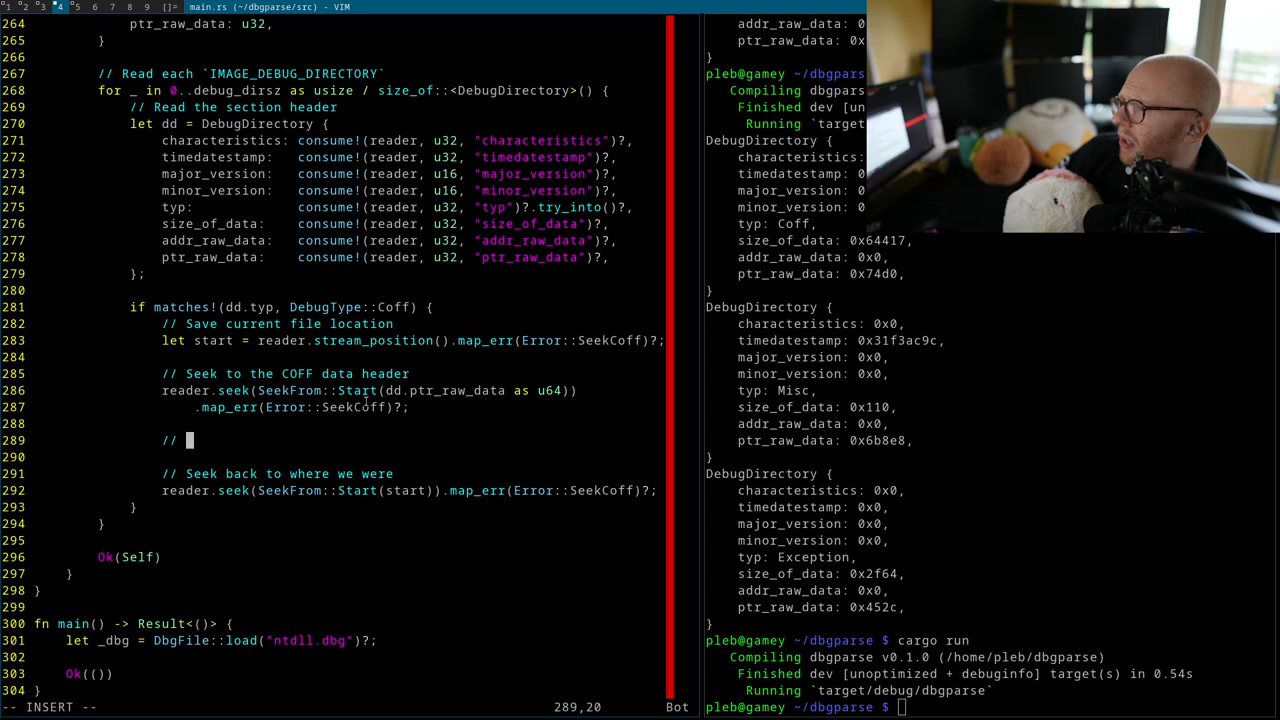 1 2 3 4 5 6 7 8 9 []= main.rs (~/dbgparse/src) - VIM
264 ptr_raw_data: u32,
265 }
266
267 // Read each `IMAGE_DEBUG_DIRECTORY`
268 for _ in 0..debug_dirsz as usize / size_of::<DebugDirectory>() {
269 // Read the section header
270 let dd = DebugDirectory {
271 characteristics: consume!(reader, u32, "characteristics")?,
272 timedatestamp: consume!(reader, u32, "timedatestamp")?,
273 major_version: consume!(reader, u16, "major_version")?,
274 minor_version: consume!(reader, u16, "minor_version")?,
275 typ: consume!(reader, u32, "typ")?.try_into()?,
276 size_of_data: consume!(reader, u32, "size_of_data")?,
277 addr_raw_data: consume!(reader, u32, "addr_raw_data")?,
278 ptr_raw_data: consume!(reader, u32, "ptr_raw_data")?,
279 };
280
281 if matches!(dd.typ, DebugType::Coff) {
282 // Save current file location
283 let start = reader.stream_position().map_err(Error::SeekCoff)?;
284
285 // Seek to the COFF data header
286 reader.seek(SeekFrom::Start(dd.ptr_raw_data as u64))
287 .map_err(Error::SeekCoff)?;
288
289 //
290
291 // Seek back to where we were
292 reader.seek(SeekFrom::Start(start)).map_err(Error::SeekCoff)?;
293 }
294 }
295
296 Ok(Self)
297 }
298 }
299
300 fn main() -> Result<()> {
301 let _dbg = DbgFile::load("ntdll.dbg")?;
302
303 Ok(())
304 }
-- INSERT -- 289,20 Bot
addr_raw_data: 0
ptr_raw_data: 0x
}
pleb@gamey ~/dbgpars
Compiling dbgpars
Finished dev [un
Running `target
DebugDirectory {
characteristics:
timedatestamp: 0
major_version: 0
minor_version: 0
typ: Coff,
size_of_data: 0x64417,
addr_raw_data: 0x0,
ptr_raw_data: 0x74d0,
}
DebugDirectory {
characteristics: 0x0,
timedatestamp: 0x31f3ac9c,
major_version: 0x0,
minor_version: 0x0,
typ: Misc,
size_of_data: 0x110,
addr_raw_data: 0x0,
ptr_raw_data: 0x6b8e8,
}
DebugDirectory {
characteristics: 0x0,
timedatestamp: 0x0,
major_version: 0x0,
minor_version: 0x0,
typ: Exception,
size_of_data: 0x2f64,
addr_raw_data: 0x0,
ptr_raw_data: 0x452c,
}
pleb@gamey ~/dbgparse $ cargo run
Compiling dbgparse v0.1.0 (/home/pleb/dbgparse)
Finished dev [unoptimized + debuginfo] target(s) in 0.54s
Running `target/debug/dbgparse`
pleb@gamey ~/dbgparse $